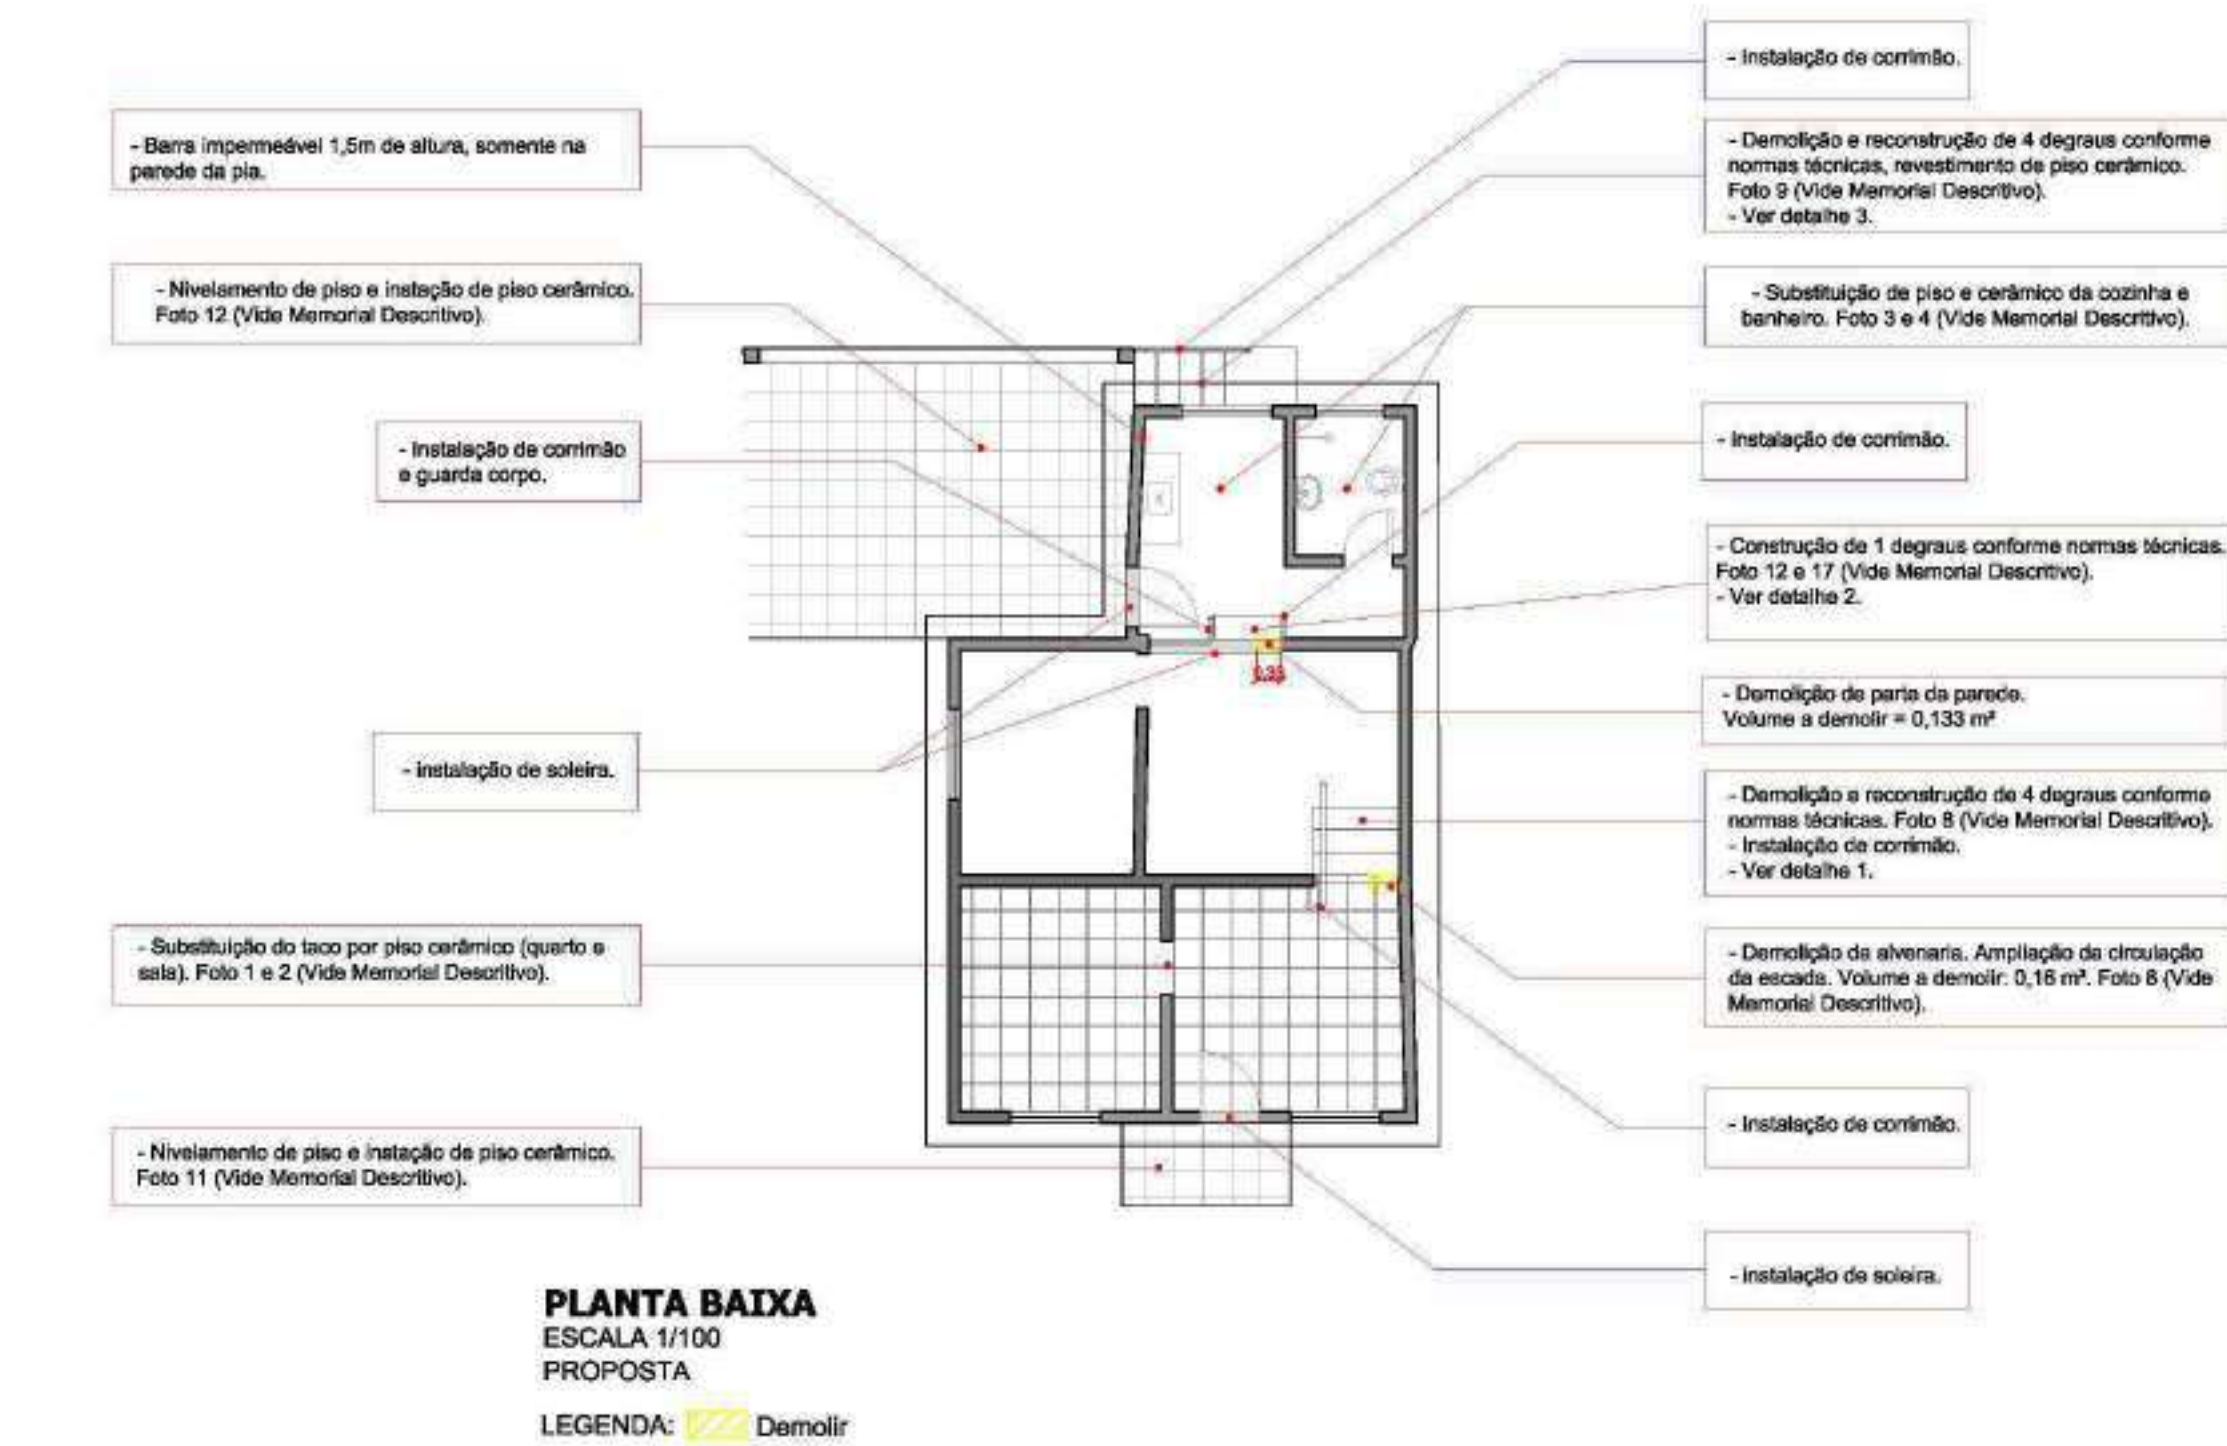 - Instalação de corrimão.
- Barra impermeável 1,5m de altura, somente na
parede da pia.
- Demolição e reconstrução de 4 degraus conforme
normas técnicas, revestimento de piso cerâmico.
Foto 9 (Vide Memorial Descritivo).
- Ver detalhe 3.
- Nivelamento de piso e instação de piso cerâmico.
Foto 12 (Vide Memorial Descritivo).
- Substituição de piso e cerâmico da cozinha e
banheiro. Foto 3 e 4 (Vide Memorial Descritivo).
- Instalação de corrimão
e guarda corpo.
- Instalação de corrimão.
- Construção de 1 degraus conforme normas técnicas.
Foto 12 e 17 (Vide Memorial Descritivo).
- Ver detalhe 2.
- Demolição de parte da parede.
Volume a demolir = 0,133 m³
- instalação de soleira.
- Demolição e reconstrução de 4 degraus conforme
normas técnicas. Foto 8 (Vide Memorial Descritivo).
- Instalação de corrimão.
- Ver detalhe 1.
- Substituição do taco por piso cerâmico (quarto e
sala). Foto 1 e 2 (Vide Memorial Descritivo).
- Demolição da alvenaria. Ampliação da circulação
da escada. Volume a demolir: 0,16 m³. Foto 8 (Vide
Memorial Descritivo).
- Instalação de corrimão.
- Nivelamento de piso e instação de piso cerâmico.
Foto 11 (Vide Memorial Descritivo).
- Instalação de soleira.
PLANTA BAIXA
ESCALA 1/100
PROPOSTA
LEGENDA: Demolir